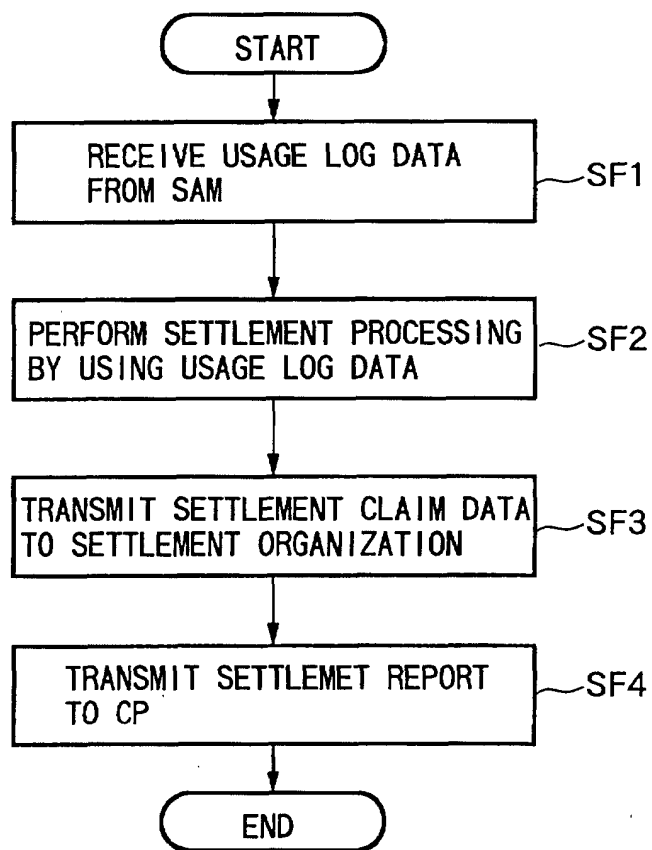 START
RECEIVE USAGE LOG DATA
FROM SAM
SF1
PERFORM SETTLEMENT PROCESSING
BY USING USAGE LOG DATA
SF2
TRANSMIT SETTLEMENT CLAIM DATA
TO SETTLEMENT ORGANIZATION
SF3
TRANSMIT SETTLEMET REPORT
TO CP
SF4
END